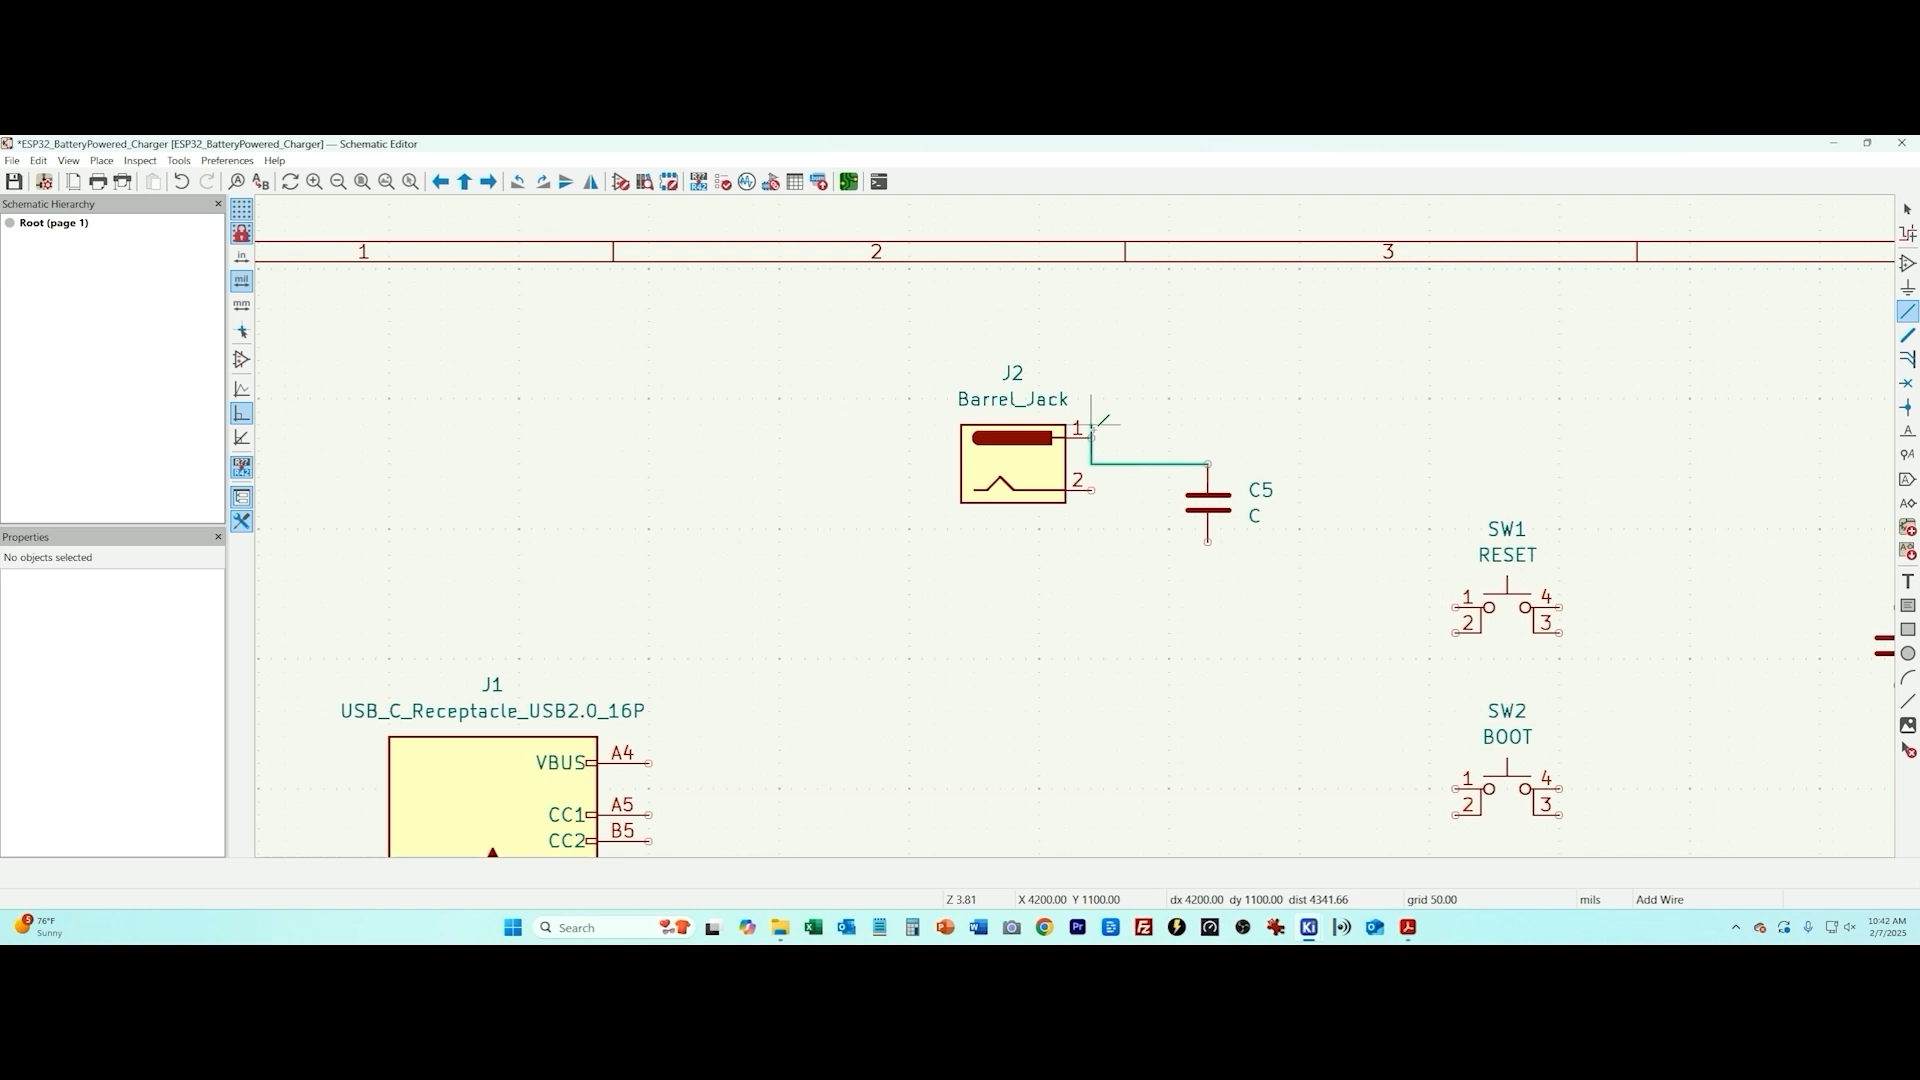 *ESP32_BatteryPowered_Charger [ESP32_BatteryPowered_Charger] — Schematic Editor
File Edit View Place Inspect Tools Preferences Help
Schematic Hierarchy
Root (page 1)
in
mil
mm
R??
R42
Properties
No objects selected
1 2 3
J2
Barrel_Jack
1
2
C5
C
SW1
RESET
1 4
2 3
SW2
BOOT
1 4
2 3
J1
USB_C_Receptacle_USB2.0_16P
VBUS A4
CC1 A5
CC2 B5
Z 3.81 X 4200.00 Y 1100.00 dx 4200.00 dy 1100.00 dist 4341.66 grid 50.00 mils Add Wire
76°F
Sunny
Search
10:42 AM
2/7/2025